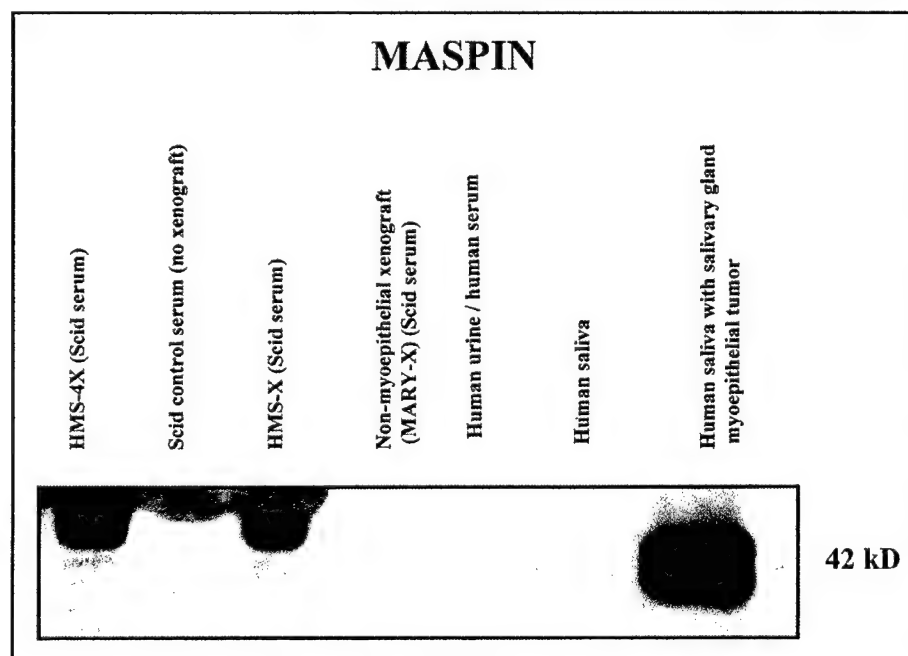 MASPIN
HMS-4X (Scid serum)
Scid control serum (no xenograft)
HMS-X (Scid serum)
Non-myoepithelial xenograft
(MARY-X) (Scid serum)
Human urine / human serum
Human saliva
Human saliva with salivary gland
myoepithelial tumor
42 kD